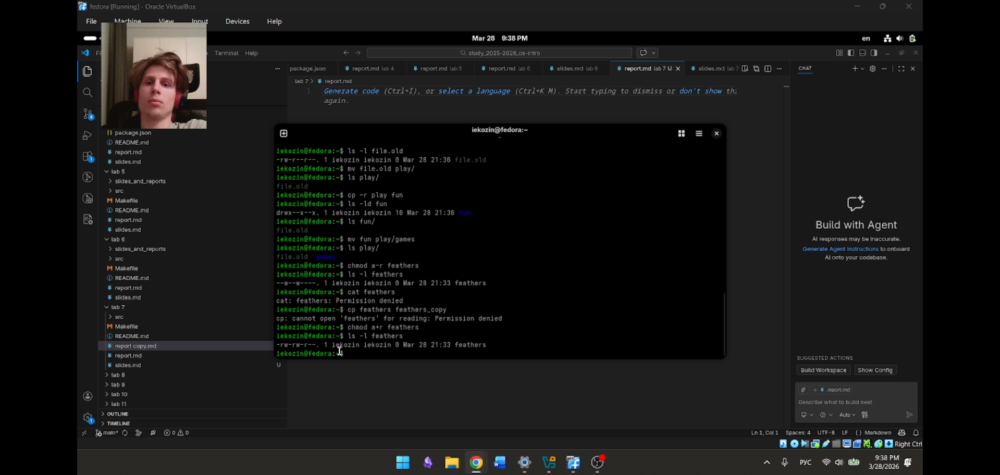 fedora [Running] - Oracle VirtualBox
File Machine View Input Devices Help
Mar 28 9:38 PM
en
Terminal Help
study_2025-2026_os-intro
package.json
report.md lab 4
report.md lab 5
report.md lab 6
slides.md lab 6
report.md lab 7 U
slides.md lab 7
CHAT
lab 7 > report.md
1
Generate code (Ctrl+I), or select a language (Ctrl+K M). Start typing to dismiss or don't show thi
again.
package.json
README.md
report.md
slides.md
lab 5
slides_and_reports
src
Makefile
README.md
report.md
slides.md
lab 6
slides_and_reports
src
Makefile
README.md
report.md
slides.md
lab 7
src
Makefile
README.md
report copy.md
report.md
slides.md
U
lab 8
lab 9
lab 10
lab 11
OUTLINE
TIMELINE
iekozin@fedora:~
~
iekozin@fedora:~$ ls -l file.old
-rw-r--r--. 1 iekozin iekozin 0 Mar 28 21:36 file.old
iekozin@fedora:~$ mv file.old play/
iekozin@fedora:~$ ls play/
file.old
iekozin@fedora:~$ cp -r play fun
iekozin@fedora:~$ ls -ld fun
drwx--x--x. 1 iekozin iekozin 16 Mar 28 21:36 fun
iekozin@fedora:~$ ls fun/
file.old
iekozin@fedora:~$ mv fun play/games
iekozin@fedora:~$ ls play/
file.old games
iekozin@fedora:~$ chmod a-r feathers
iekozin@fedora:~$ ls -l feathers
--w--w----. 1 iekozin iekozin 0 Mar 28 21:33 feathers
iekozin@fedora:~$ cat feathers
cat: feathers: Permission denied
iekozin@fedora:~$ cp feathers feathers_copy
cp: cannot open 'feathers' for reading: Permission denied
iekozin@fedora:~$ chmod a+r feathers
iekozin@fedora:~$ ls -l feathers
-rw-rw-r--. 1 iekozin iekozin 0 Mar 28 21:33 feathers
iekozin@fedora:~$
Build with Agent
AI responses may be inaccurate.
Generate Agent Instructions to onboard
AI onto your codebase.
SUGGESTED ACTIONS
Build Workspace
Show Config
report.md
Describe what to build next
Auto
main*
0 0
Ln 1, Col 1
Spaces: 4
UTF-8
LF
{ } Markdown
Right Ctrl
4
1
1
РУС
9:38 PM
3/28/2026